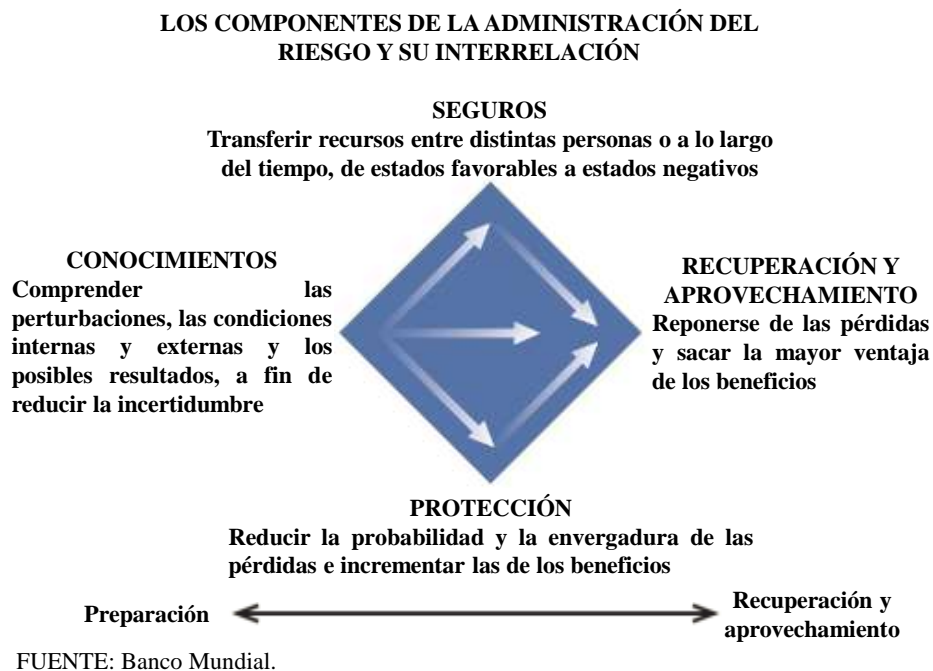 LOS COMPONENTES DE LA ADMINISTRACIÓN DEL
RIESGO Y SU INTERRELACIÓN
SEGUROS
Transferir recursos entre distintas personas o a lo largo
del tiempo, de estados favorables a estados negativos
CONOCIMIENTOS
Comprender las
perturbaciones, las condiciones
internas y externas y los
posibles resultados, a fin de
reducir la incertidumbre
RECUPERACIÓN Y
APROVECHAMIENTO
Reponerse de las pérdidas
y sacar la mayor ventaja
de los beneficios
PROTECCIÓN
Reducir la probabilidad y la envergadura de las
pérdidas e incrementar las de los beneficios
Preparación
Recuperación y
aprovechamiento
FUENTE: Banco Mundial.